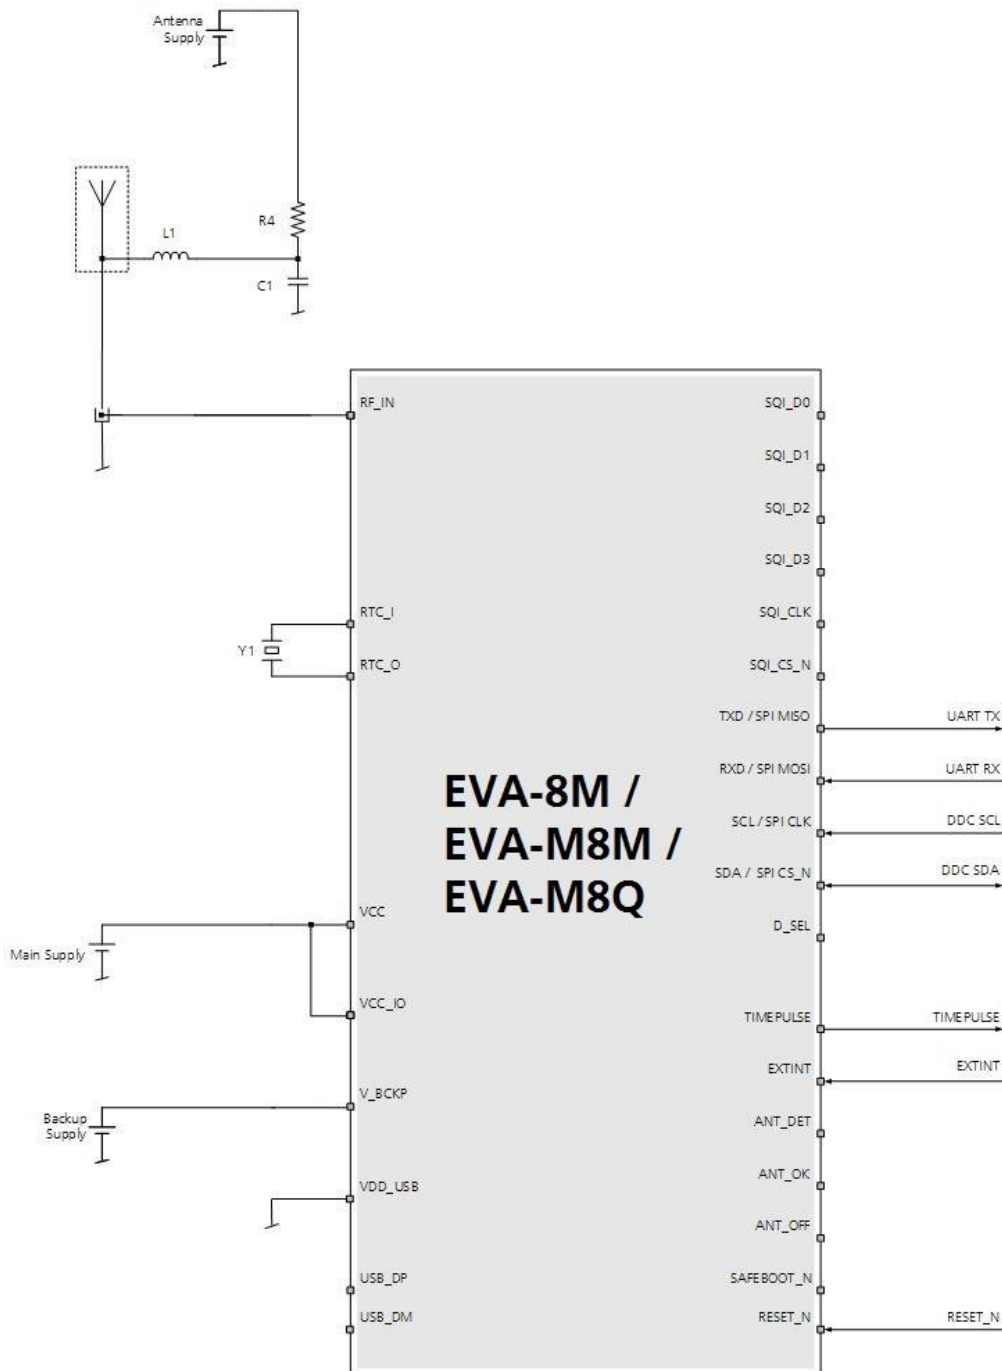 Antenna
Supply
R4
L1
C1
RF_IN
SQI_D0
SQI_D1
SQI_D2
SQI_D3
RTC_I
SQI_CLK
Y1
RTC_O
SQI_CS_N
TXD / SPI MISO
UART TX
RXD / SPI MOSI
UART RX
EVA-8M /
EVA-M8M /
EVA-M8Q
SCL / SPI CLK
DDC SCL
SDA / SPI CS_N
DDC SDA
VCC
D_SEL
Main Supply
VCC_IO
TIMEPULSE
TIMEPULSE
EXTINT
EXTINT
V_BCKP
Backup
Supply
ANT_DET
ANT_OK
VDD_USB
ANT_OFF
USB_DP
SAFEBOOT_N
USB_DM
RESET_N
RESET_N